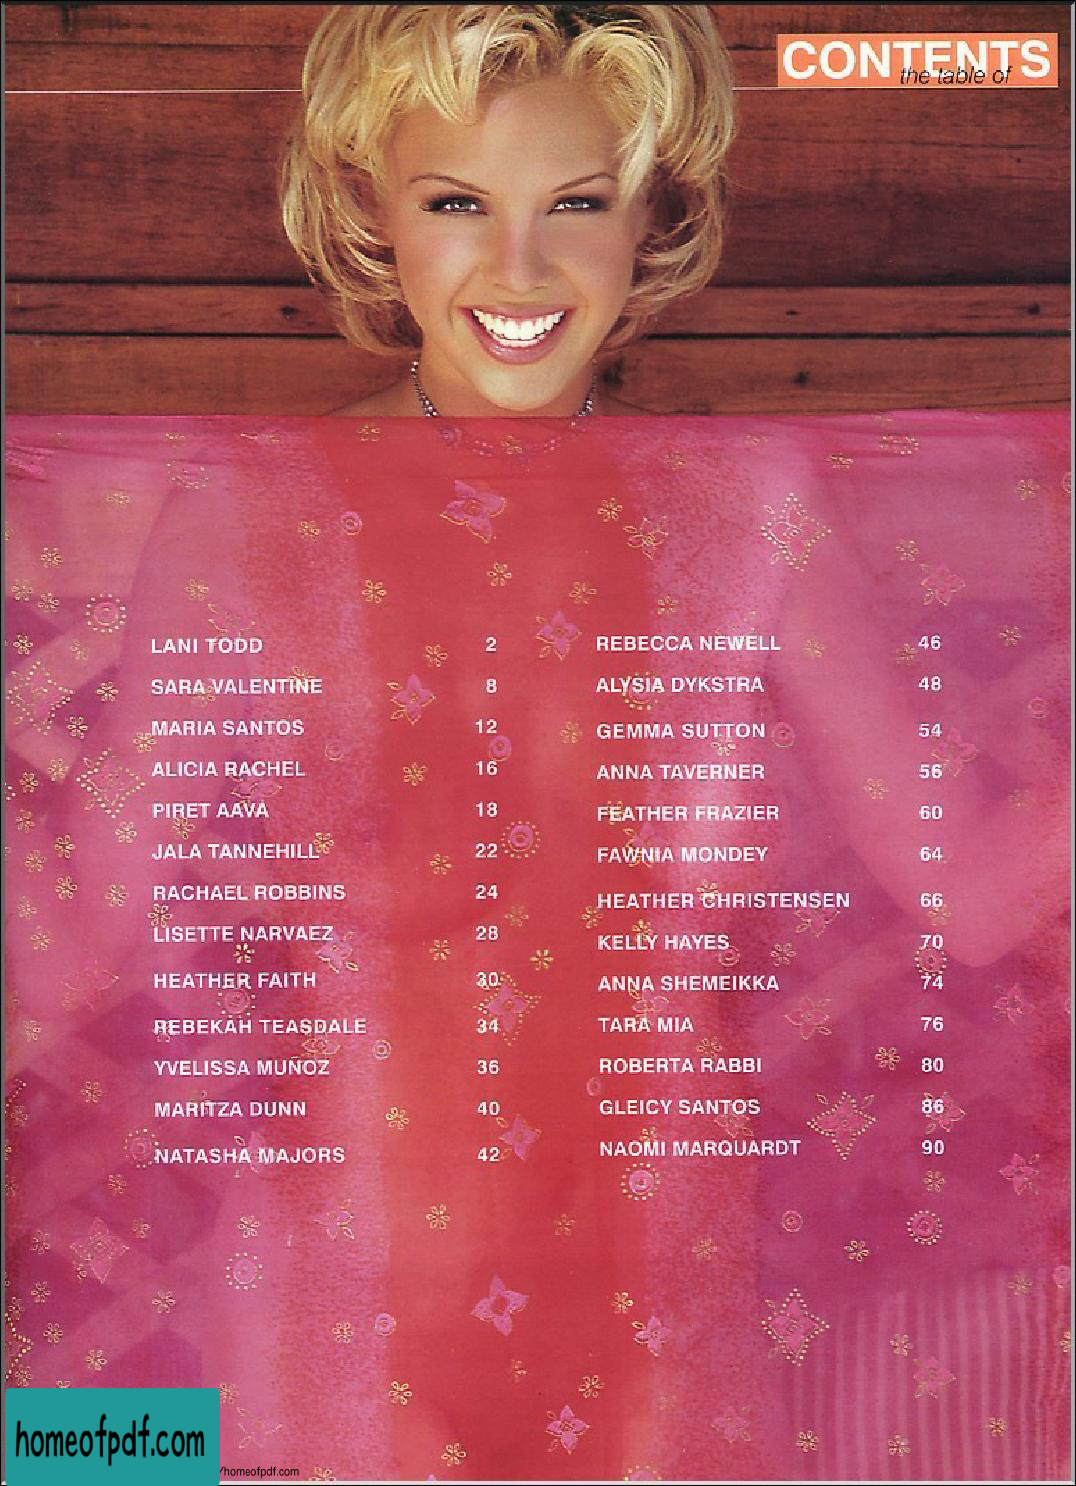 CONTENTS
the table of
LANI TODD 2
SARA VALENTINE 8
MARIA SANTOS 12
ALICIA RACHEL 16
PIRET AAVA 18
JALA TANNEHILL 22
RACHAEL ROBBINS 24
LISETTE NARVAEZ 28
HEATHER FAITH 30
REBEKAH TEASDALE 34
YVELISSA MUÑOZ 36
MARITZA DUNN 40
NATASHA MAJORS 42
REBECCA NEWELL 46
ALYSIA DYKSTRA 48
GEMMA SUTTON 54
ANNA TAVERNER 56
FEATHER FRAZIER 60
FAWNIA MONDEY 64
HEATHER CHRISTENSEN 66
KELLY HAYES 70
ANNA SHEMEIKKA 74
TARA MIA 76
ROBERTA RABBI 80
GLEICY SANTOS 86
NAOMI MARQUARDT 90
homeofpdf.com
/homeofpdf.com